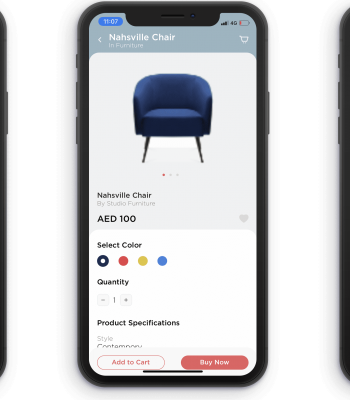 11:07
4G
Nahsville Chair
In Furniture
Nahsville Chair
By Studio Furniture
AED 100
Select Color
Quantity
− 1 +
Product Specifications
Style
Contempory
Add to Cart
Buy Now